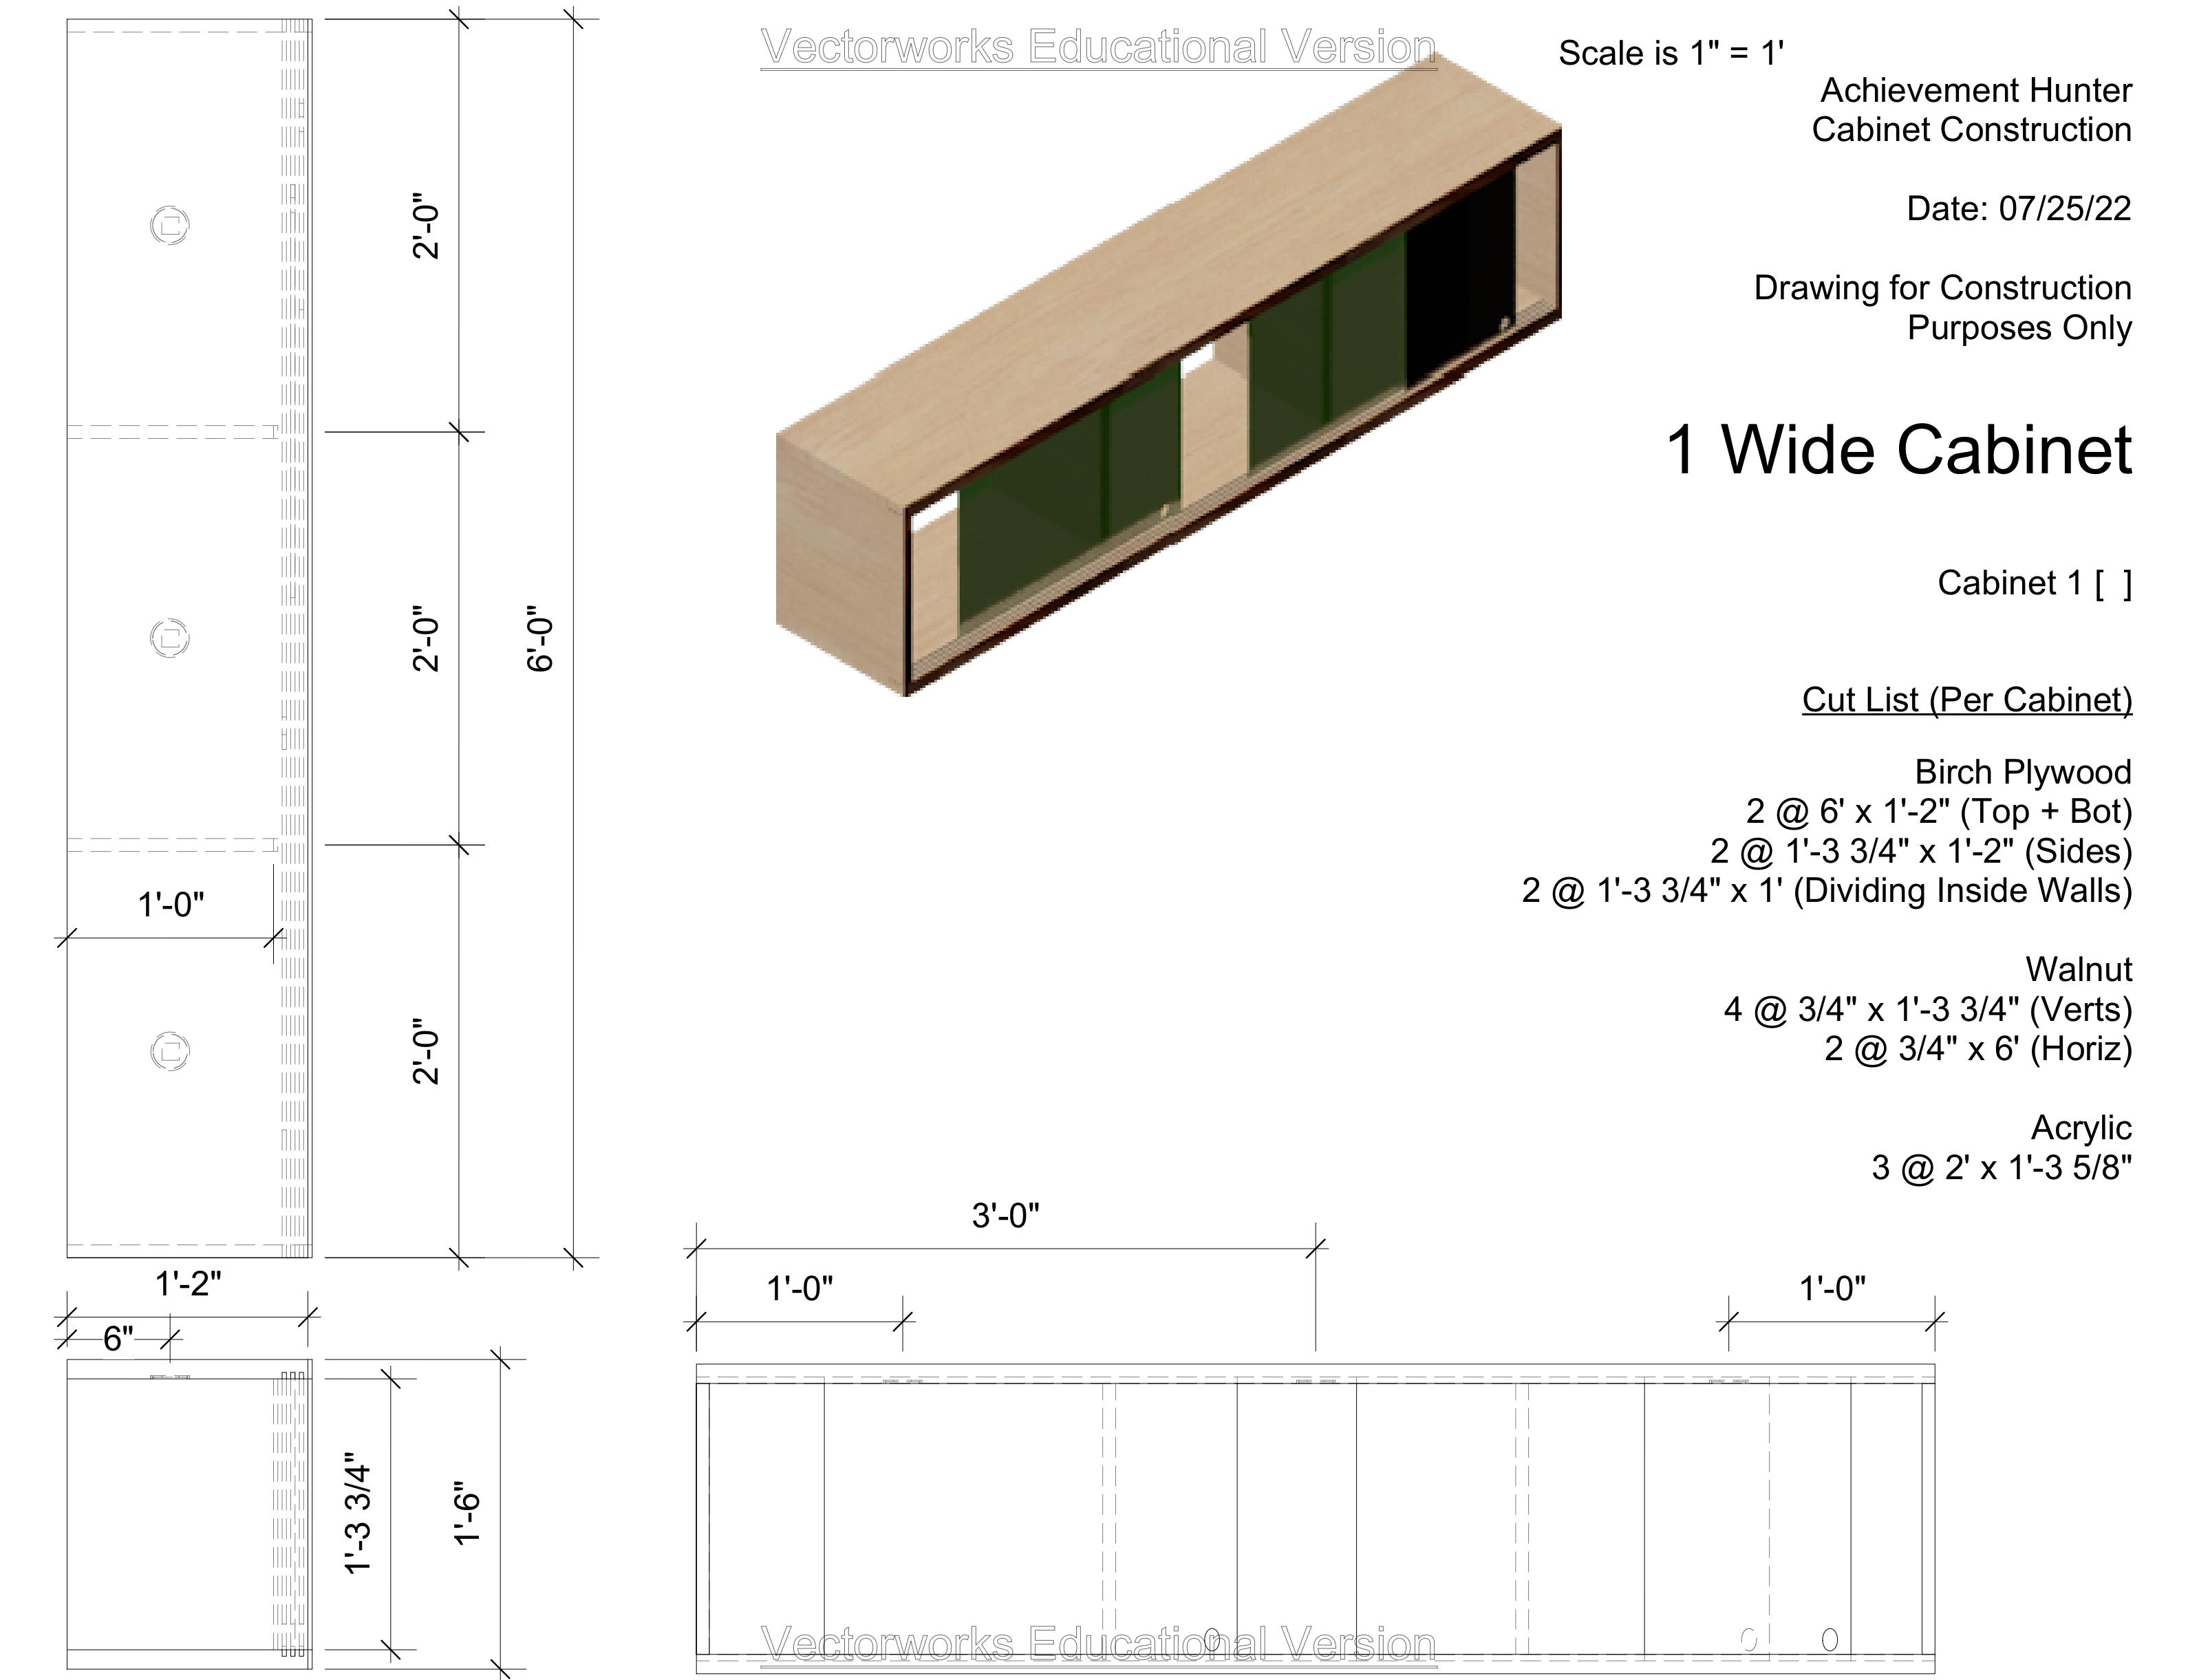 Vectorworks Educational Version
Scale is 1" = 1'
Achievement Hunter
Cabinet Construction
Date: 07/25/22
Drawing for Construction
Purposes Only
1 Wide Cabinet
Cabinet 1 [  ]
Cut List (Per Cabinet)
Birch Plywood
2 @ 6' x 1'-2" (Top + Bot)
2 @ 1'-3 3/4" x 1'-2" (Sides)
2 @ 1'-3 3/4" x 1' (Dividing Inside Walls)
Walnut
4 @ 3/4" x 1'-3 3/4" (Verts)
2 @ 3/4" x 6' (Horiz)
Acrylic
3 @ 2' x 1'-3 5/8"
2'-0"
2'-0"
6'-0"
1'-0"
2'-0"
1'-2"
6"
1'-3 3/4"
1'-6"
3'-0"
1'-0"
1'-0"
Vectorworks Educational Version